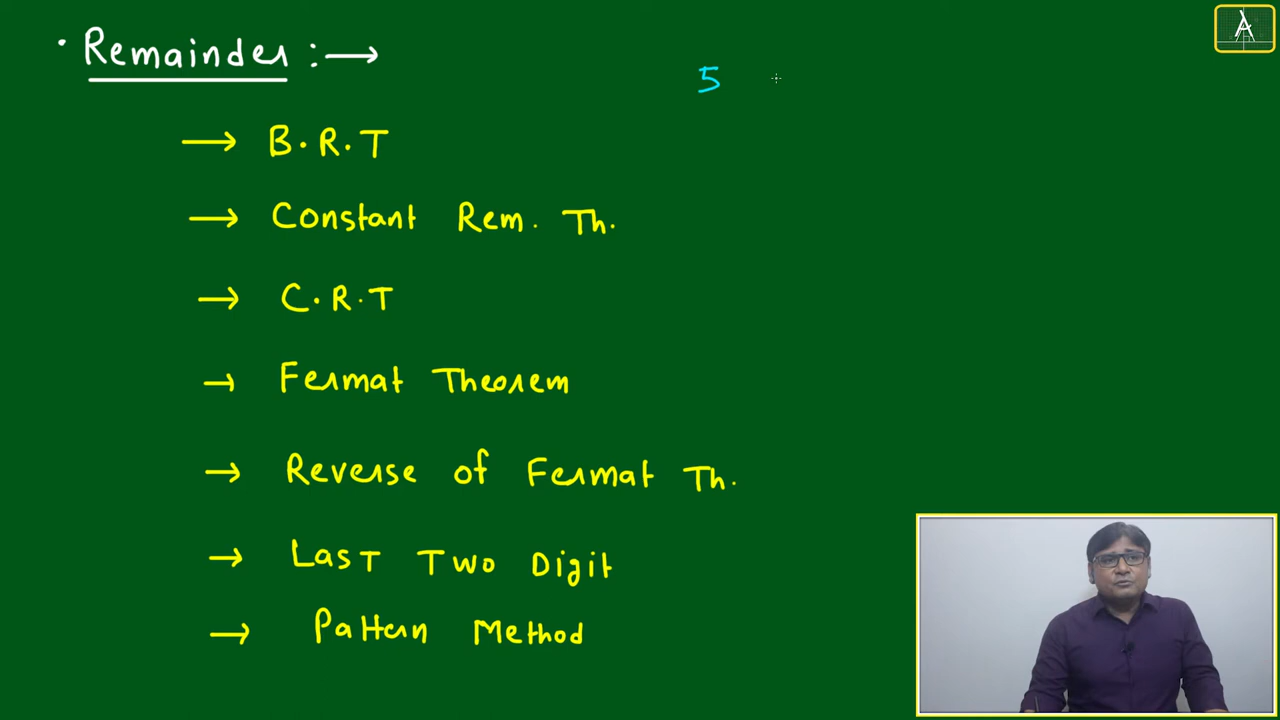 • Remainder :→
5
→ B.R.T
→ Constant Rem. Th.
→ C.R.T
→ Fermat Theorem
→ Reverse of Fermat Th.
→ Last Two Digit
→ Pattern Method